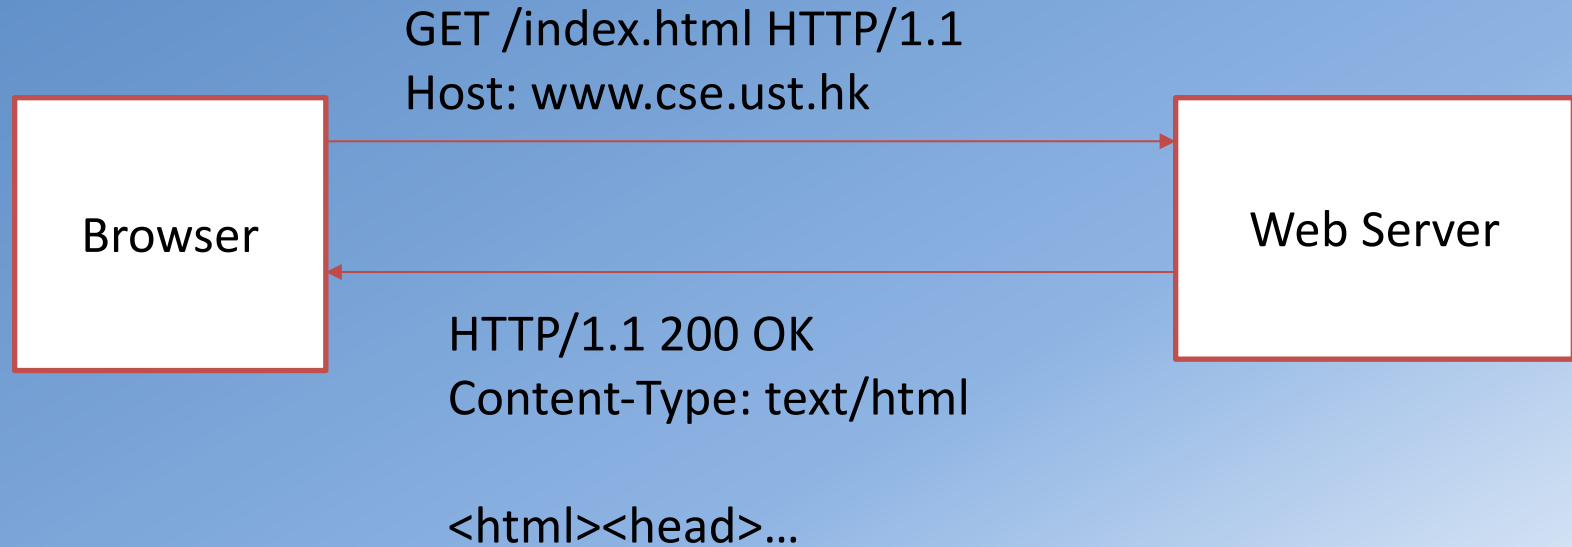 GET /index.html HTTP/1.1
Host: www.cse.ust.hk
Browser
Web Server
HTTP/1.1 200 OK
Content-Type: text/html
<html><head>…